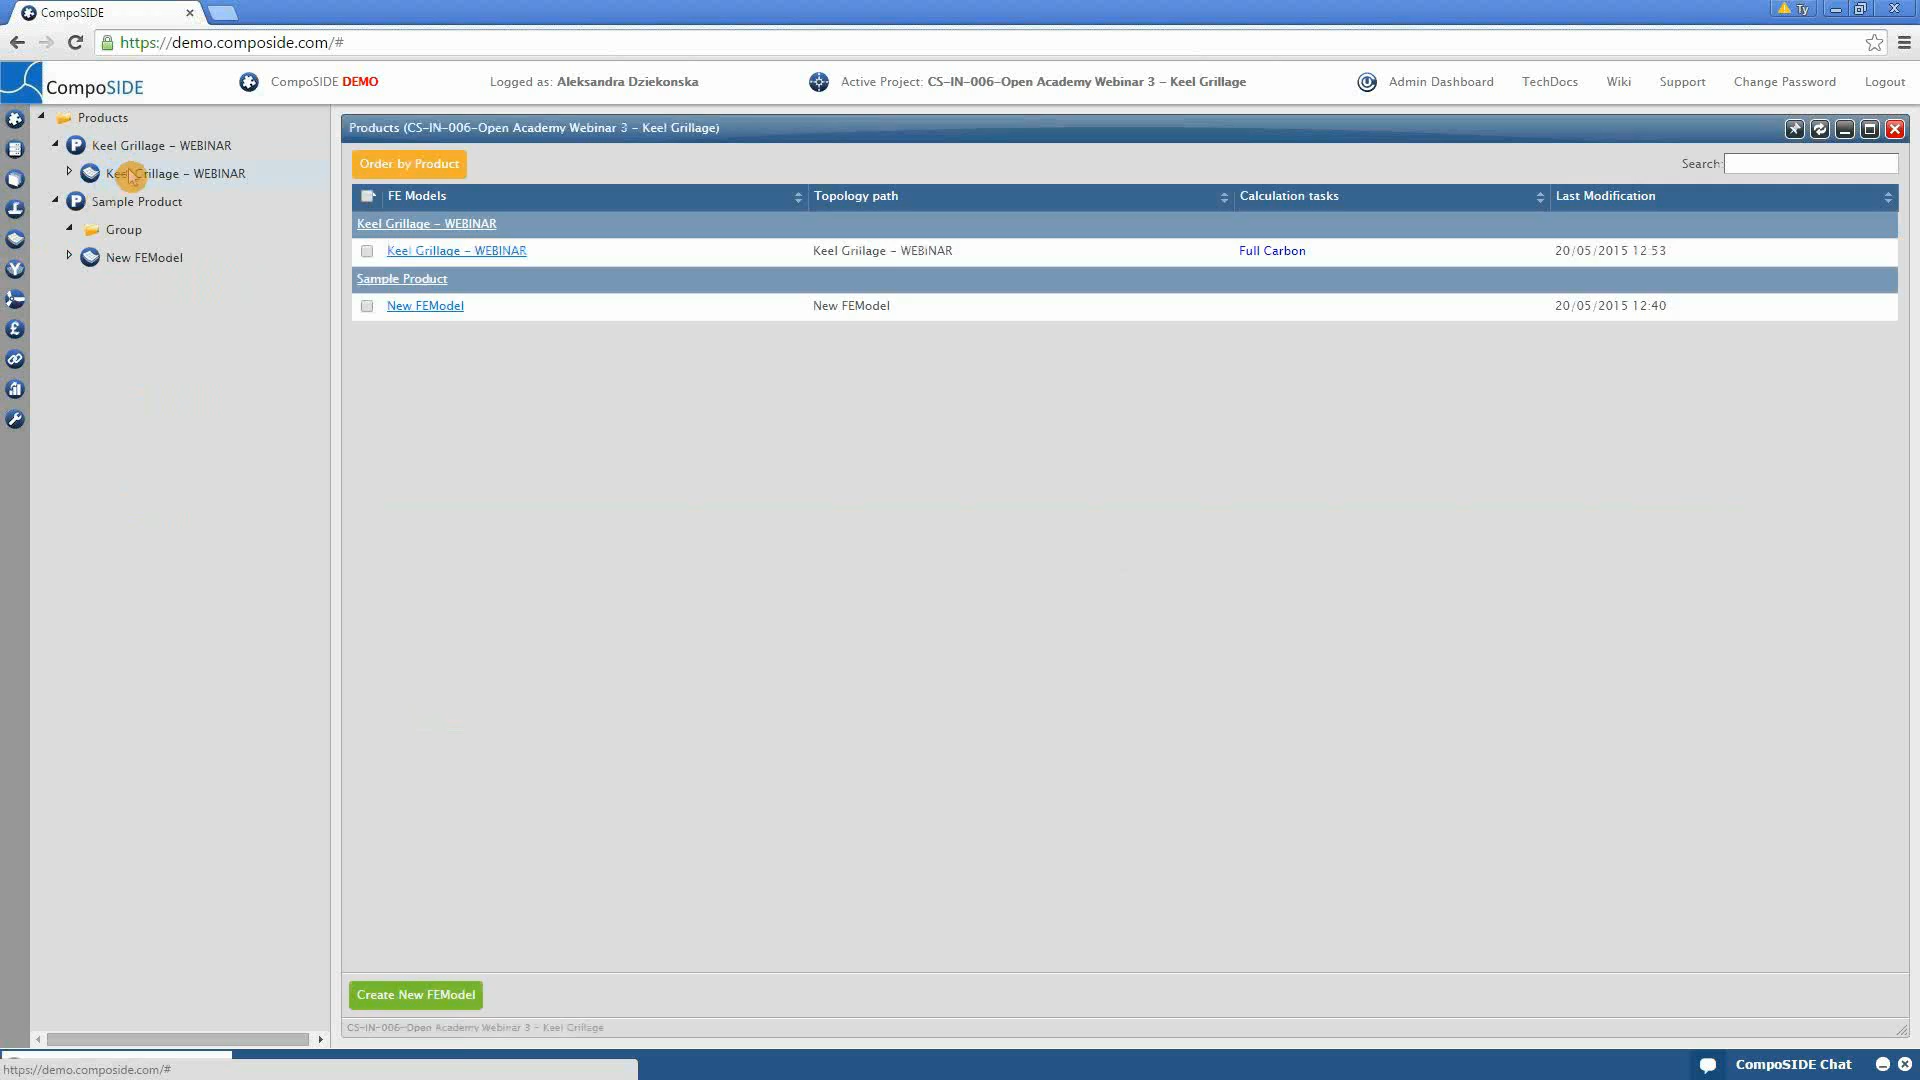 CompoSIDE
Ty
https://demo.composide.com/#
CompoSIDE
CompoSIDE DEMO
Logged as: Aleksandra Dziekonska
Active Project: CS-IN-006-Open Academy Webinar 3 - Keel Grillage
Admin Dashboard
TechDocs
Wiki
Support
Change Password
Logout
Products
Keel Grillage - WEBINAR
Keel Grillage - WEBINAR
Sample Product
Group
New FEModel
Products (CS-IN-006-Open Academy Webinar 3 - Keel Grillage)
Order by Product
Search:
FE Models Topology path Calculation tasks Last Modification
Keel Grillage - WEBINAR
Keel Grillage - WEBINAR Keel Grillage - WEBINAR Full Carbon 20/05/2015 12:53
Sample Product
New FEModel New FEModel 20/05/2015 12:40
Create New FEModel
CS-IN-006-Open Academy Webinar 3 - Keel Grillage
https://demo.composide.com/#
CompoSIDE Chat